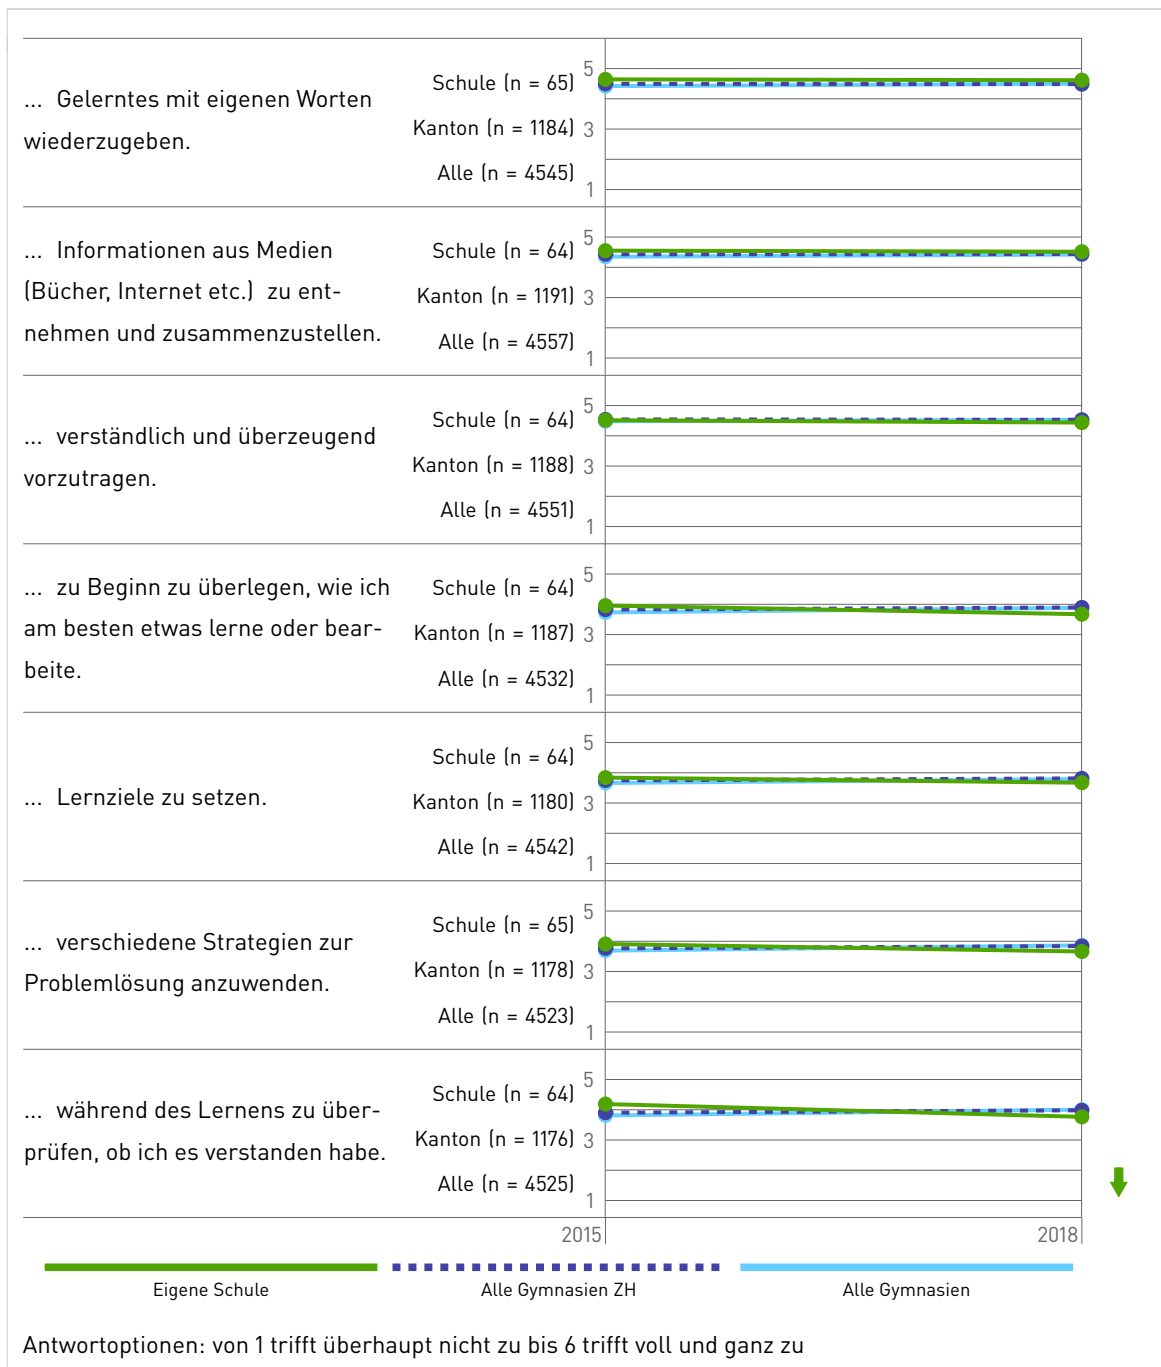 ... Gelerntes mit eigenen Worten
wiederzugeben.
Schule (n = 65)
Kanton (n = 1184)
Alle (n = 4545)
5
3
1
... Informationen aus Medien
(Bücher, Internet etc.) zu ent-
nehmen und zusammenzustellen.
Schule (n = 64)
Kanton (n = 1191)
Alle (n = 4557)
5
3
1
... verständlich und überzeugend
vorzutragen.
Schule (n = 64)
Kanton (n = 1188)
Alle (n = 4551)
5
3
1
... zu Beginn zu überlegen, wie ich
am besten etwas lerne oder bear-
beite.
Schule (n = 64)
Kanton (n = 1187)
Alle (n = 4532)
5
3
1
... Lernziele zu setzen.
Schule (n = 64)
Kanton (n = 1180)
Alle (n = 4542)
5
3
1
... verschiedene Strategien zur
Problemlösung anzuwenden.
Schule (n = 65)
Kanton (n = 1178)
Alle (n = 4523)
5
3
1
... während des Lernens zu über-
prüfen, ob ich es verstanden habe.
Schule (n = 64)
Kanton (n = 1176)
Alle (n = 4525)
5
3
1
2015 2018
Eigene Schule Alle Gymnasien ZH Alle Gymnasien
Antwortoptionen: von 1 trifft überhaupt nicht zu bis 6 trifft voll und ganz zu